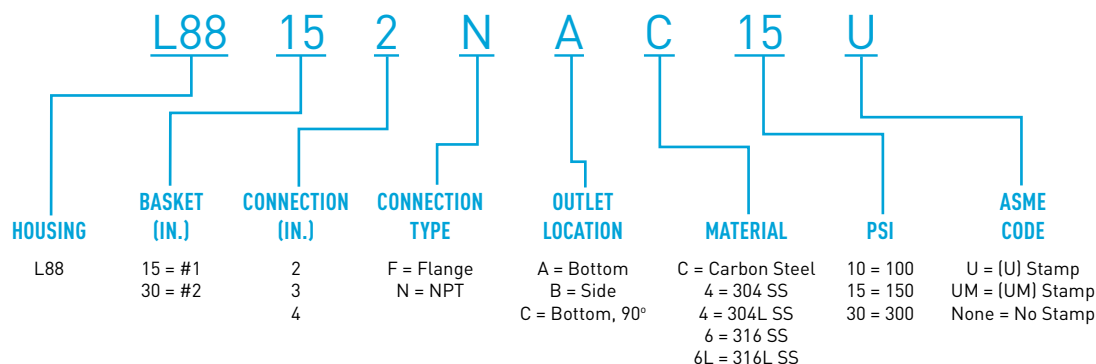 L88 15 2 N A C 15 U
HOUSING
L88
BASKET
(IN.)
15 = #1
30 = #2
CONNECTION
(IN.)
2
3
4
CONNECTION
TYPE
F = Flange
N = NPT
OUTLET
LOCATION
A = Bottom
B = Side
C = Bottom, 90°
MATERIAL
C = Carbon Steel
4 = 304 SS
4 = 304L SS
6 = 316 SS
6L = 316L SS
PSI
10 = 100
15 = 150
30 = 300
ASME
CODE
U = (U) Stamp
UM = (UM) Stamp
None = No Stamp